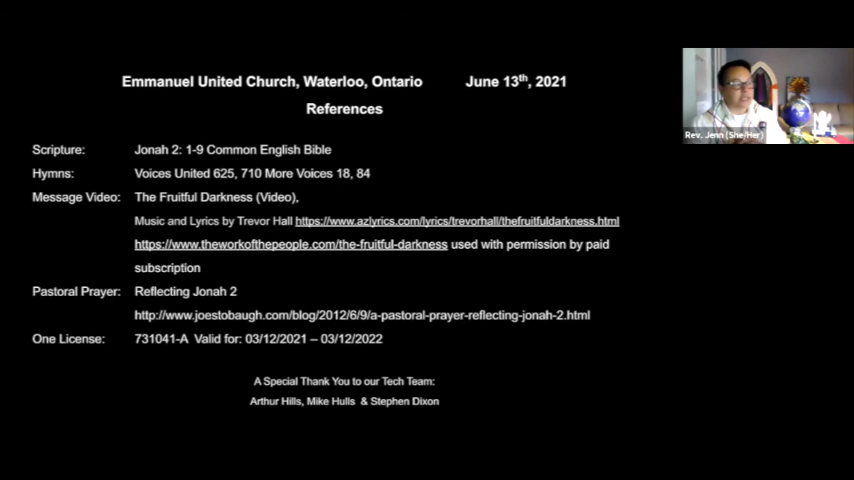 Emmanuel United Church, Waterloo, Ontario June 13th, 2021
References
Scripture: Jonah 2: 1-9 Common English Bible
Hymns: Voices United 625, 710 More Voices 18, 84
Message Video: The Fruitful Darkness (Video),
Music and Lyrics by Trevor Hall https://www.azlyrics.com/lyrics/trevorhall/thefruitfuldarkness.html
https://www.theworkofthepeople.com/the-fruitful-darkness used with permission by paid
subscription
Pastoral Prayer: Reflecting Jonah 2
http://www.joestobaugh.com/blog/2012/6/9/a-pastoral-prayer-reflecting-jonah-2.html
One License: 731041-A Valid for: 03/12/2021 – 03/12/2022
A Special Thank You to our Tech Team:
Arthur Hills, Mike Hulls & Stephen Dixon
Rev. Jenn (She/Her)